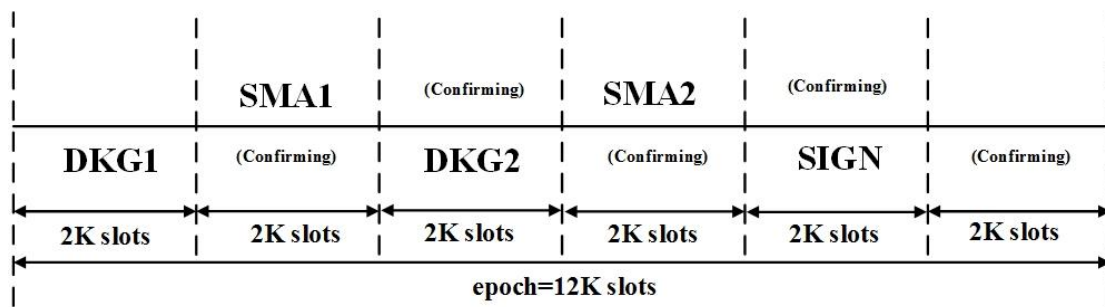 SMA1 (Confirming) SMA2 (Confirming)
DKG1 (Confirming) DKG2 (Confirming) SIGN (Confirming)
2K slots 2K slots 2K slots 2K slots 2K slots 2K slots
epoch=12K slots